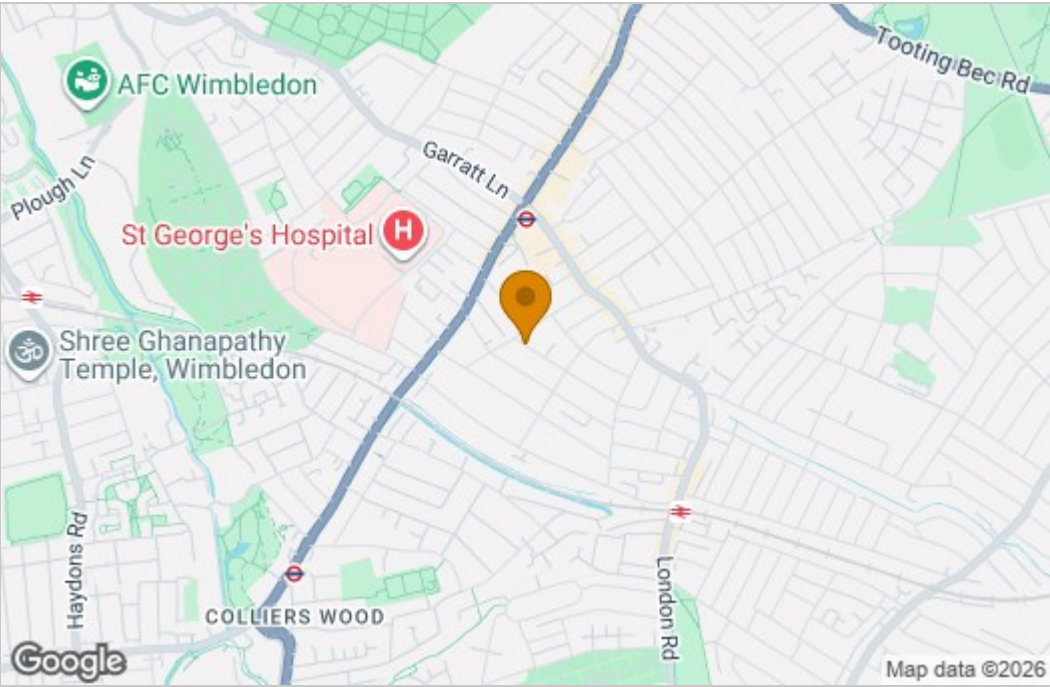 Tooting Bec Rd
AFC Wimbledon
Garratt Ln
Plough Ln
St George's Hospital
H
Shree Ghanapathy
Temple, Wimbledon
Haydons Rd
London Rd
COLLIERS WOOD
Google
Map data ©2026